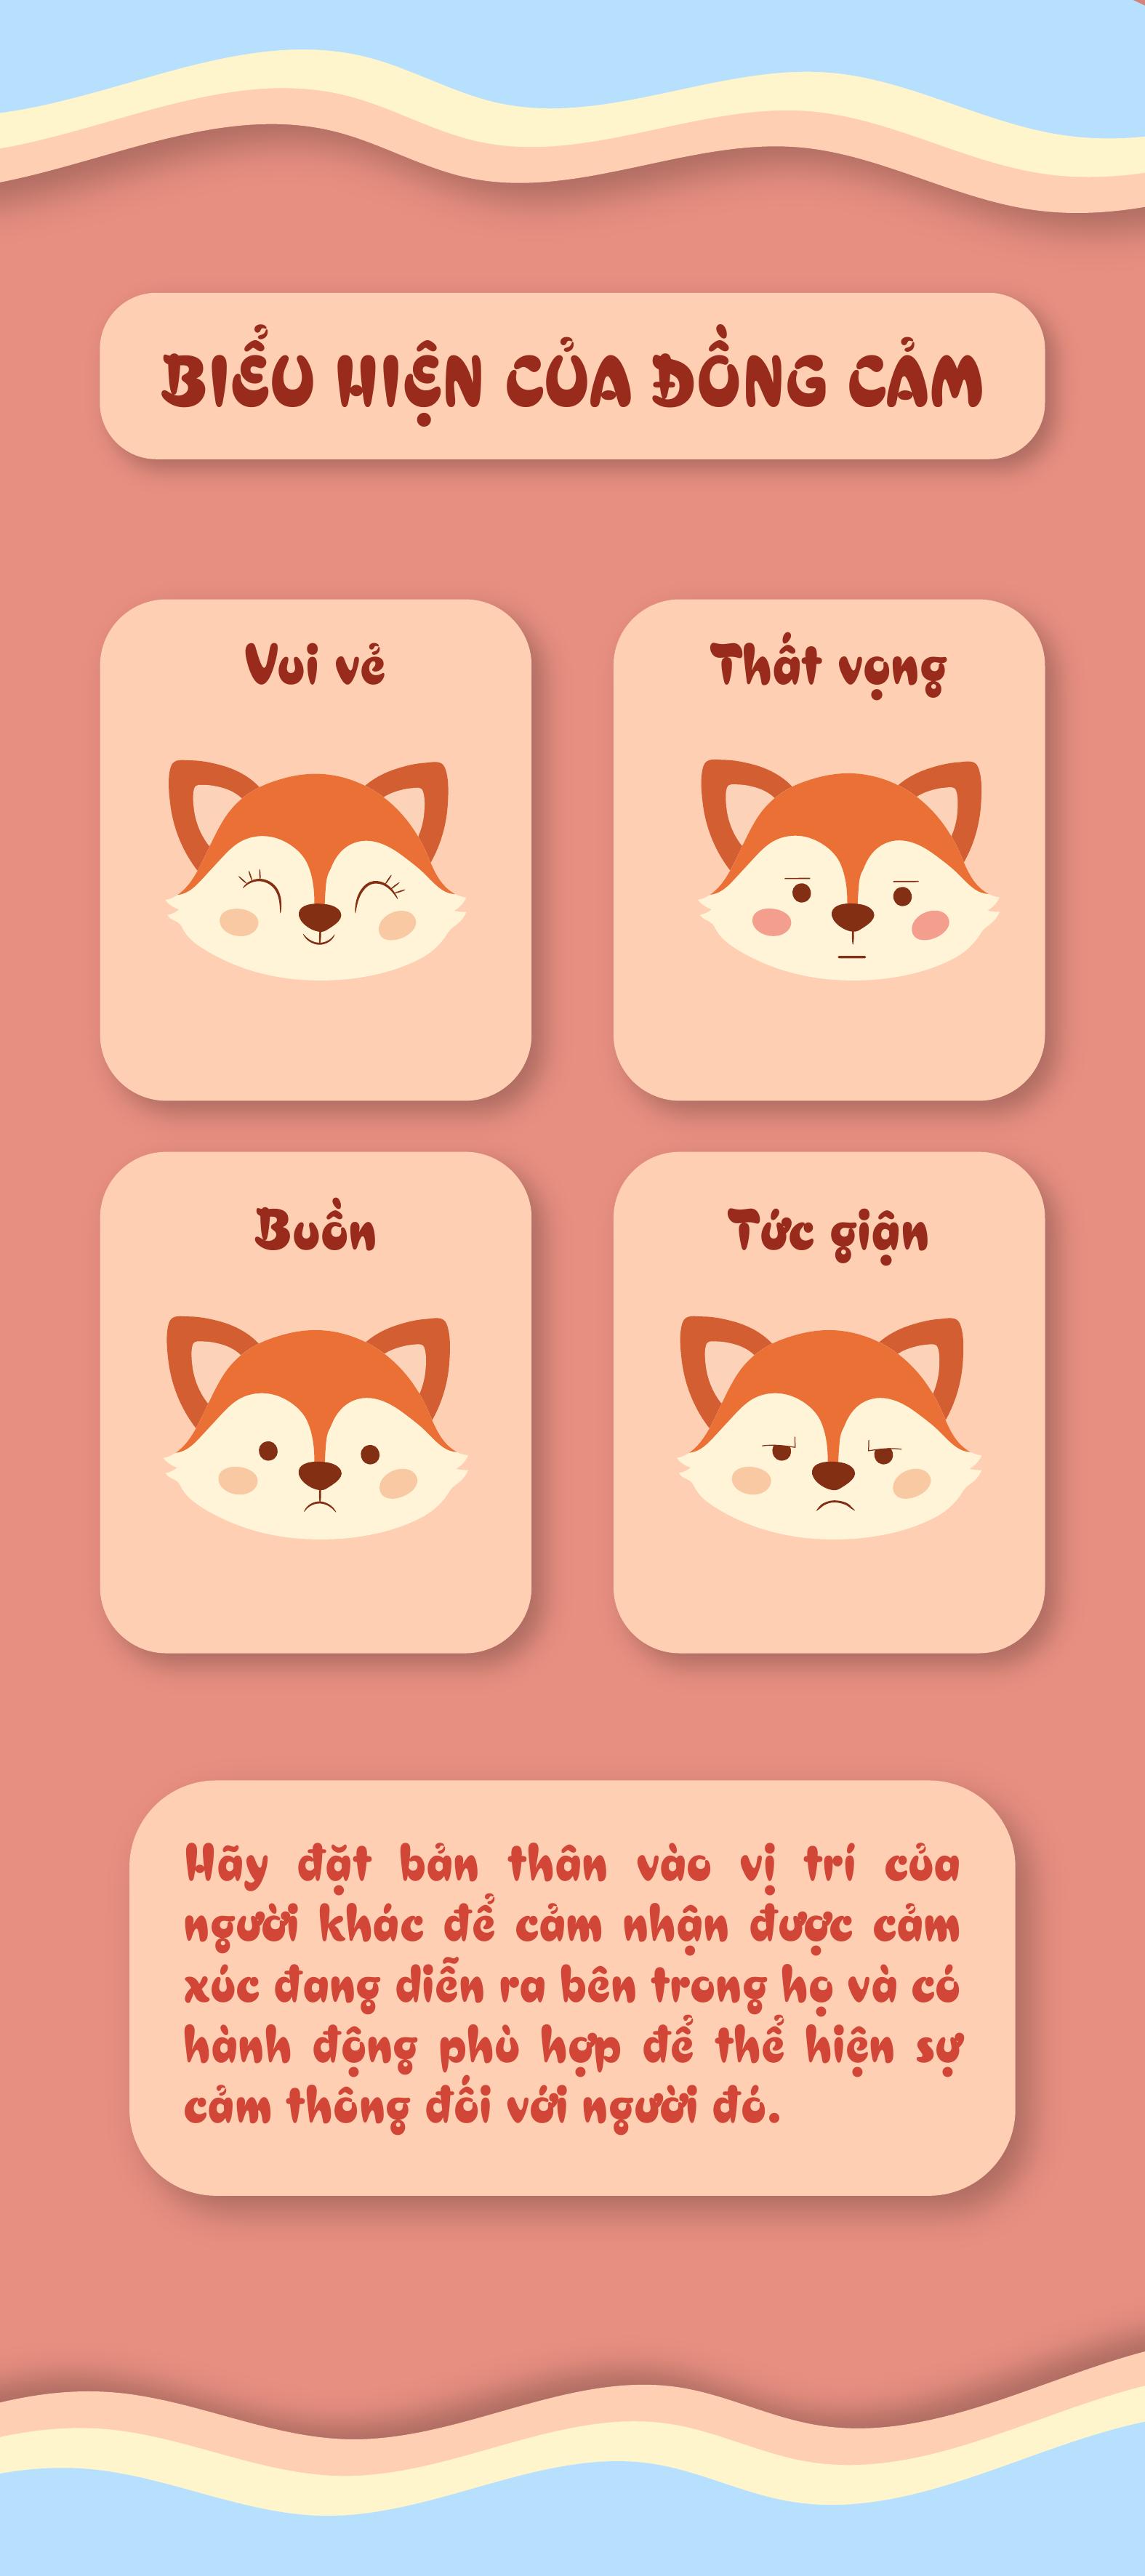 BIỂU HIỆN CỦA ĐỒNG CẢM
Vui vẻ
Thất vọng
Buồn
Tức giận
Hãy đặt bản thân vào vị trí của
người khác để cảm nhận được cảm
xúc đang diễn ra bên trong họ và có
hành động phù hợp để thể hiện sự
cảm thông đối với người đó.